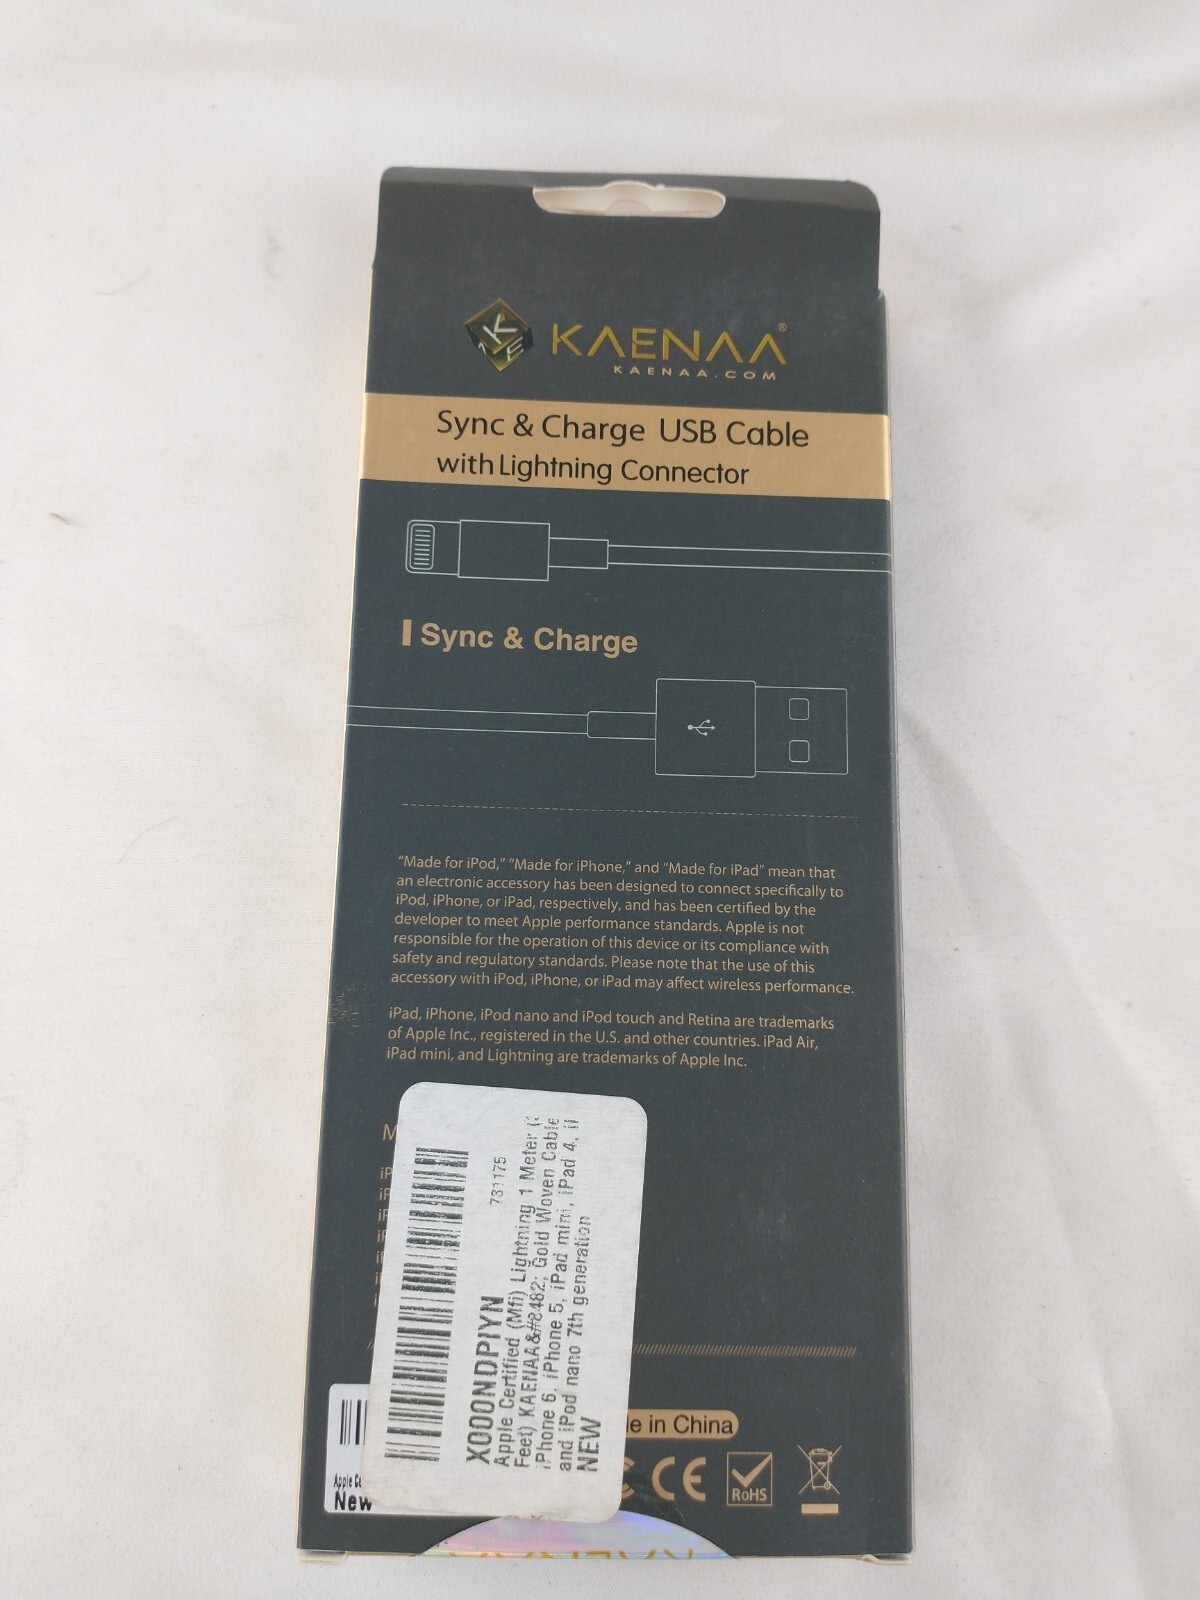 KAENAA®
KAENAA.COM
Sync & Charge USB Cable
with Lightning Connector
Sync & Charge
“Made for iPod,” “Made for iPhone,” and “Made for iPad” mean that
an electronic accessory has been designed to connect specifically to
iPod, iPhone, or iPad, respectively, and has been certified by the
developer to meet Apple performance standards. Apple is not
responsible for the operation of this device or its compliance with
safety and regulatory standards. Please note that the use of this
accessory with iPod, iPhone, or iPad may affect wireless performance.
iPad, iPhone, iPod nano and iPod touch and Retina are trademarks
of Apple Inc., registered in the U.S. and other countries. iPad Air,
iPad mini, and Lightning are trademarks of Apple Inc.
731175
X000NDPIYN
Apple Certified (Mfi) Lightning 1 Meter (
Feet) KAENAA&#8482; Gold Woven Cable
iPhone 6, iPhone 5, iPad mini, iPad 4,
and iPod nano 7th generation
NEW
in China
CE
RoHS
Apple
New